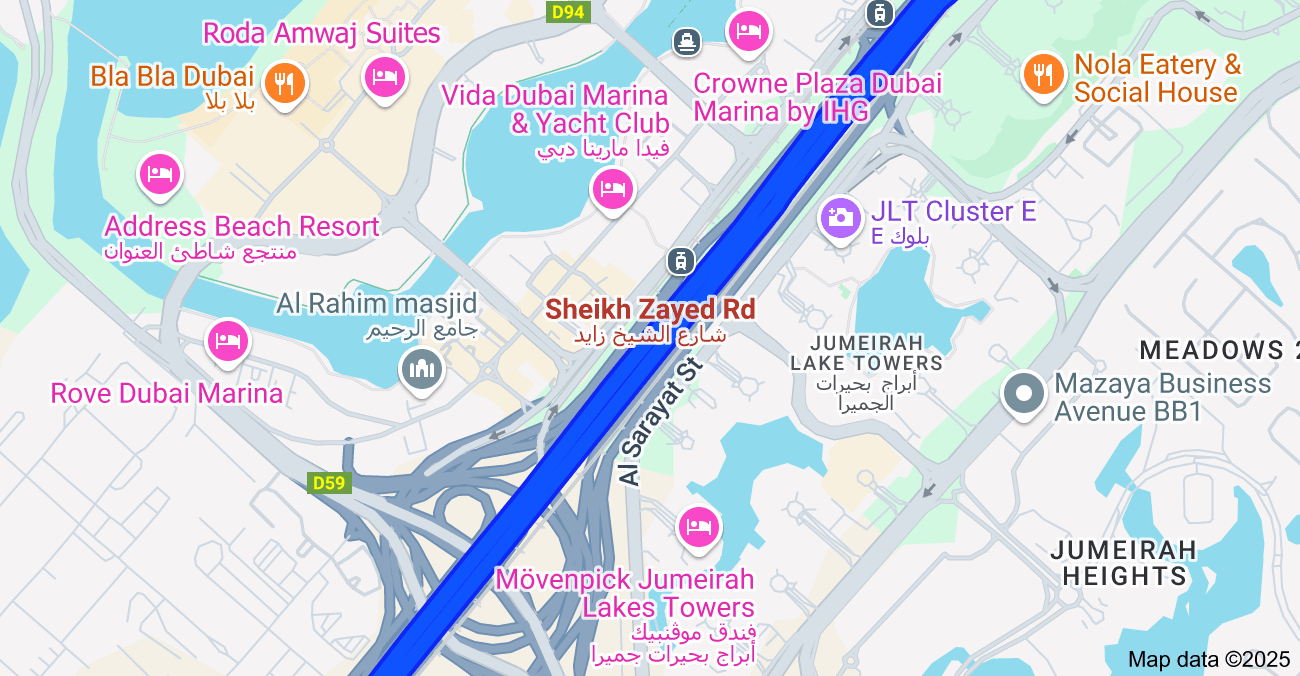 D94
Roda Amwaj Suites
Bla Bla Dubai
بلا بلا
Vida Dubai Marina
& Yacht Club
فيدا مارينا دبي
Crowne Plaza Dubai
Marina by IHG
Nola Eatery &
Social House
Address Beach Resort
منتجع شاطئ العنوان
JLT Cluster E
بلوك E
Al Rahim masjid
جامع الرحيم
Sheikh Zayed Rd
شارع الشيخ زايد
Rove Dubai Marina
JUMEIRAH
LAKE TOWERS
أبراج بحيرات
الجميرا
MEADOWS 2
Mazaya Business
Avenue BB1
Al Sarayat St
D59
Mövenpick Jumeirah
Lakes Towers
فندق موڤنبيك
أبراج بحيرات جميرا
JUMEIRAH
HEIGHTS
Map data ©2025